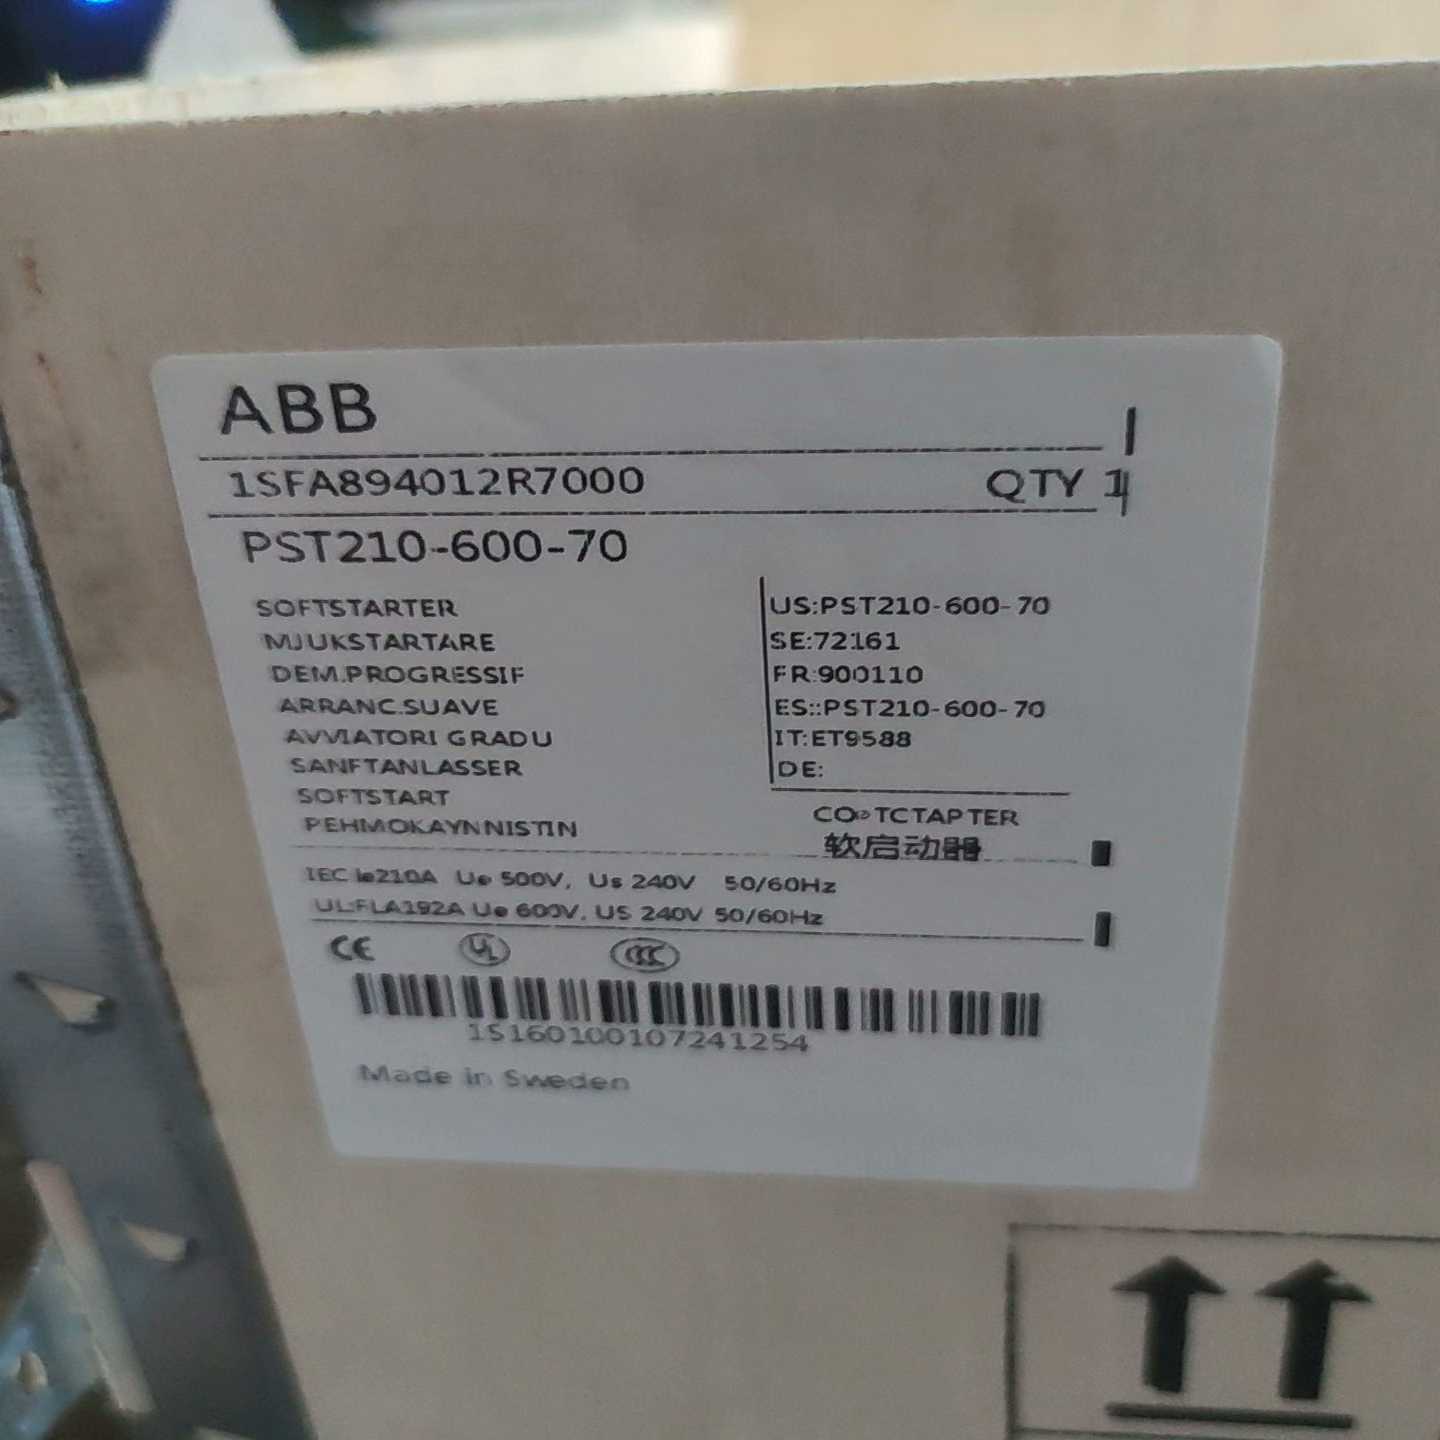 ABB
1SFA894012R7000 QTY 1
PST210-600-70
SOFTSTARTER
MJUKSTARTARE
DEM.PROGRESSIF
ARRANC.SUAVE
AVVIATORI GRADU
SANFTANLASSER
SOFTSTART
PEHMOKAYNNISTIN
US:PST210-600-70
SE:72161
FR:900110
ES::PST210-600-70
IT:ET9588
DE:
软启动器
IEC Ie210A Ue 500V, Us 240V 50/60Hz
UL:FLA192A Ue 600V, US 240V 50/60Hz
CE UL CCC
1S160100107241254
Made in Sweden